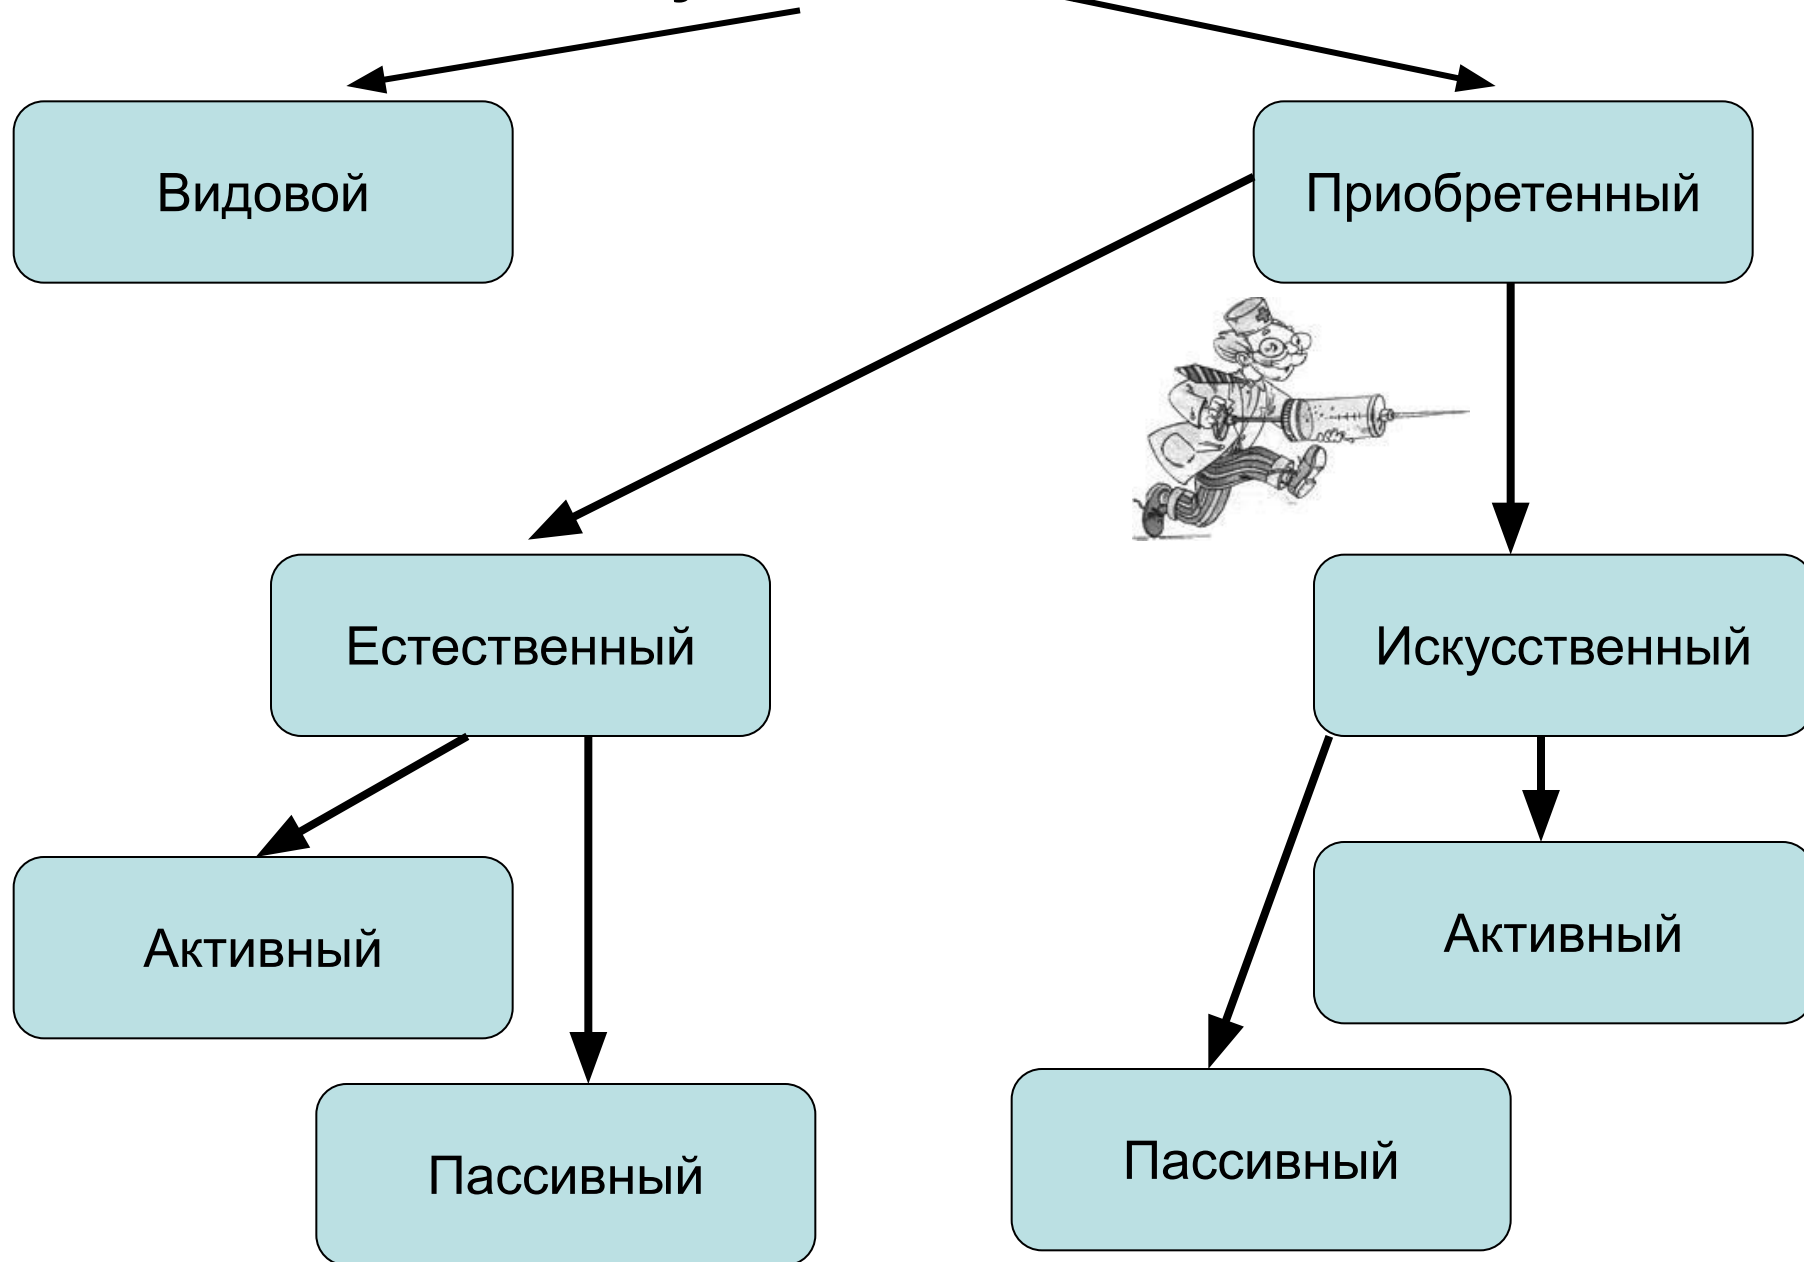 Видовой
Приобретенный
Естественный
Искусственный
Активный
Активный
Пассивный
Пассивный